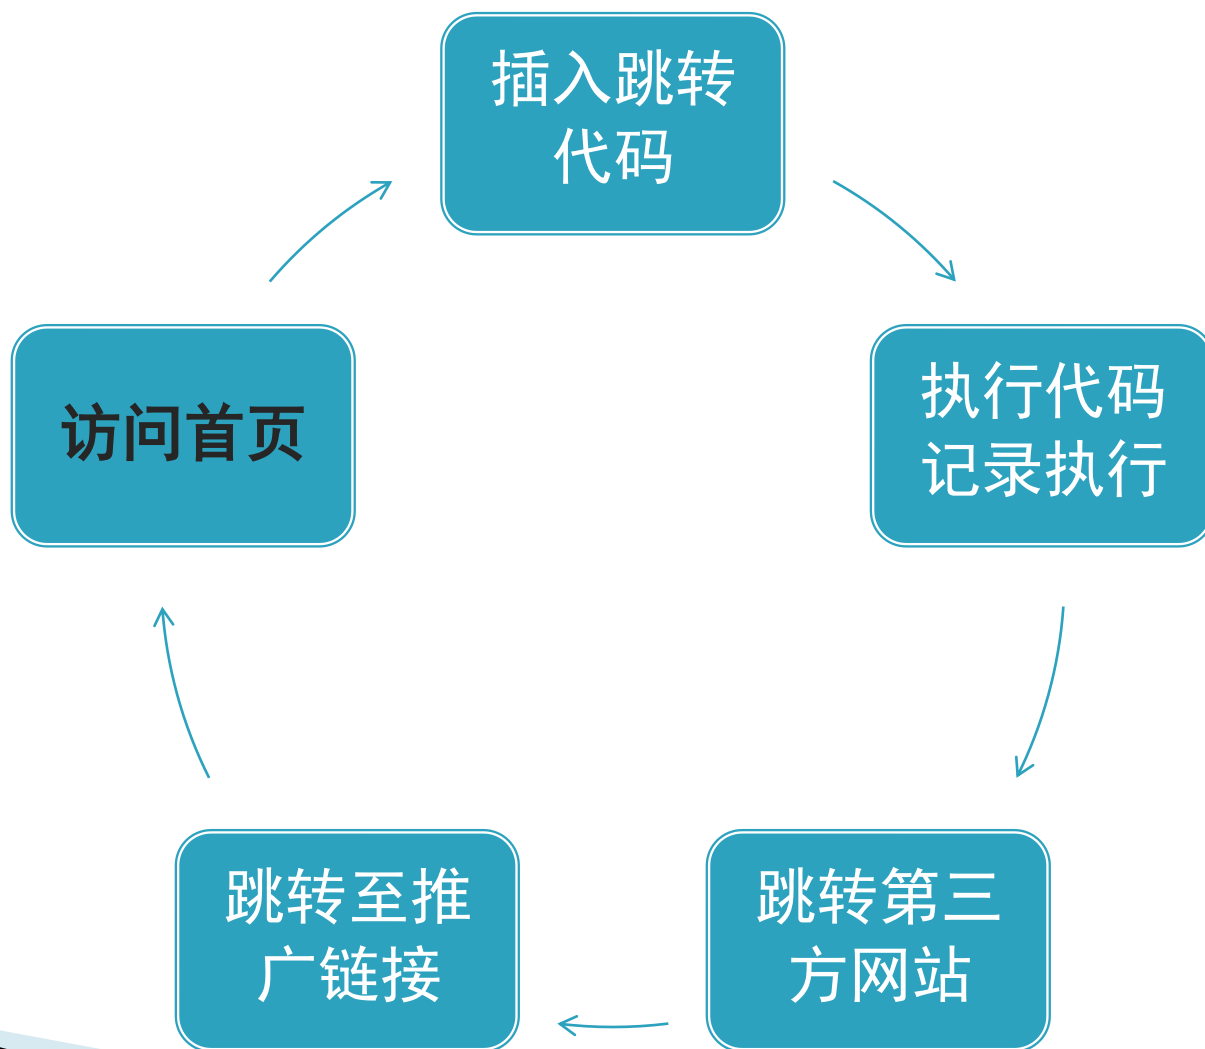 插入跳转
代码
执行代码
记录执行
跳转第三
方网站
跳转至推
广链接
访问首页